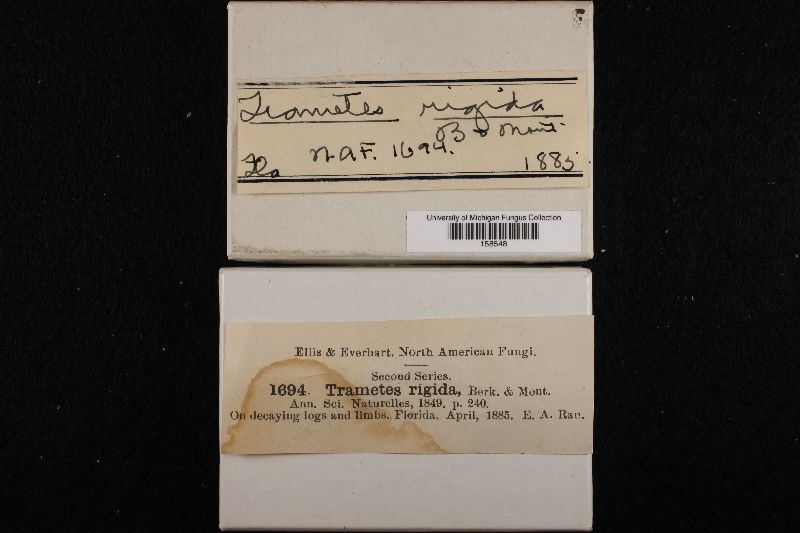 Trametes rigida
B & Mont.
N.A.F. 1694.
Fla 1885
University of Michigan Fungus Collection
158548
Ellis & Everhart, North American Fungi.
Second Series.
1694. Trametes rigida, Berk. & Mont.
Ann. Sci. Naturelles, 1849, p. 240.
On decaying logs and limbs. Florida. April, 1885. E. A. Rau.